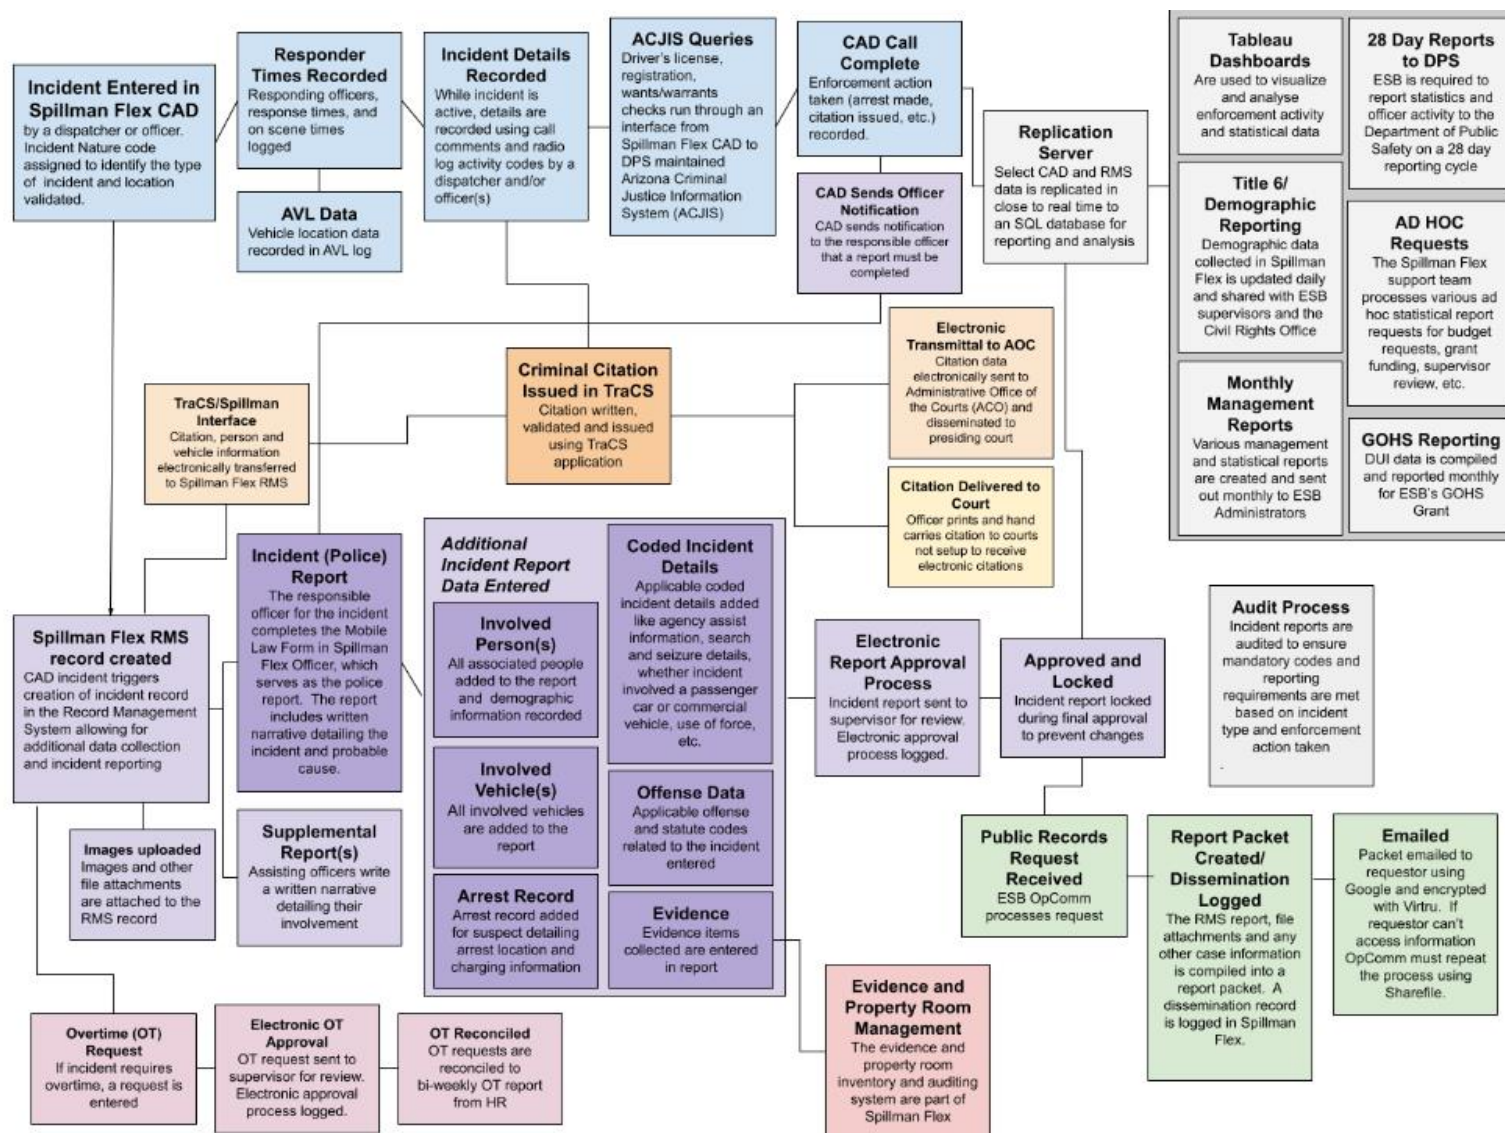 Incident Entered in
Spillman Flex CAD
by a dispatcher or officer.
Incident Nature code
assigned to identify the type
of incident and location
validated.
Responder
Times Recorded
Responding officers,
response times, and
on scene times
logged
AVL Data
Vehicle location data
recorded in AVL log
Incident Details
Recorded
While incident is
active, details are
recorded using call
comments and radio
log activity codes by a
dispatcher and/or
officer(s)
ACJIS Queries
Driver's license,
registration,
wants/warrants
checks run through an
interface from
Spillman Flex CAD to
DPS maintained
Arizona Criminal
Justice Information
System (ACJIS)
CAD Call
Complete
Enforcement action
taken (arrest made,
citation issued, etc.)
recorded.
CAD Sends Officer
Notification
CAD sends notification
to the responsible officer
that a report must be
completed
Replication
Server
Select CAD and RMS
data is replicated in
close to real time to
an SQL database for
reporting and analysis
Tableau
Dashboards
Are used to visualize
and analyse
enforcement activity
and statistical data
28 Day Reports
to DPS
ESB is required to
report statistics and
officer activity to the
Department of Public
Safety on a 28 day
reporting cycle
Title 6/
Demographic
Reporting
Demographic data
collected in Spillman
Flex is updated daily
and shared with ESB
supervisors and the
Civil Rights Office
AD HOC
Requests
The Spillman Flex
support team
processes various ad
hoc statistical report
requests for budget
requests, grant
funding, supervisor
review, etc.
Monthly
Management
Reports
Various management
and statistical reports
are created and sent
out monthly to ESB
Administrators
GOHS Reporting
DUI data is compiled
and reported monthly
for ESB's GOHS
Grant
TraCS/Spillman
Interface
Citation, person and
vehicle information
electronically transferred
to Spillman Flex RMS
Criminal Citation
Issued in TraCS
Citation written,
validated and issued
using TraCS
application
Electronic
Transmittal to AOC
Citation data
electronically sent to
Administrative Office of
the Courts (ACO) and
disseminated to
presiding court
Citation Delivered to
Court
Officer prints and hand
carries citation to courts
not setup to receive
electronic citations
Spillman Flex RMS
record created
CAD incident triggers
creation of incident record
in the Record Management
System allowing for
additional data collection
and incident reporting
Images uploaded
Images and other
file attachments
are attached to the
RMS record
Incident (Police)
Report
The responsible
officer for the incident
completes the Mobile
Law Form in Spillman
Flex Officer, which
serves as the police
report. The report
includes written
narrative detailing the
incident and probable
cause.
Supplemental
Report(s)
Assisting officers write
a written narrative
detailing their
involvement
Additional
Incident Report
Data Entered
Involved
Person(s)
All associated people
added to the report
and demographic
information recorded
Involved
Vehicle(s)
All involved vehicles
are added to the
report
Arrest Record
Arrest record added
for suspect detailing
arrest location and
charging information
Coded Incident
Details
Applicable coded
incident details added
like agency assist
information, search
and seizure details,
whether incident
involved a passenger
car or commercial
vehicle, use of force,
etc.
Offense Data
Applicable offense
and statute codes
related to the incident
entered
Evidence
Evidence items
collected are entered
in report
Electronic
Report Approval
Process
Incident report sent to
supervisor for review.
Electronic approval
process logged.
Approved and
Locked
Incident report locked
during final approval
to prevent changes
Audit Process
Incident reports are
audited to ensure
mandatory codes and
reporting
requirements are met
based on incident
type and enforcement
action taken
.
Public Records
Request
Received
ESB OpComm
processes request
Report Packet
Created/
Dissemination
Logged
The RMS report, file
attachments and any
other case information
is compiled into a
report packet. A
dissemination record
is logged in Spillman
Flex.
Emailed
Packet emailed to
requestor using
Google and encrypted
with Virtru. If
requestor can't
access information
OpComm must repeat
the process using
Sharefile.
Evidence and
Property Room
Management
The evidence and
property room
inventory and auditing
system are part of
Spillman Flex
Overtime (OT)
Request
If incident requires
overtime, a request is
entered
Electronic OT
Approval
OT request sent to
supervisor for review.
Electronic approval
process logged.
OT Reconciled
OT requests are
reconciled to
bi-weekly OT report
from HR